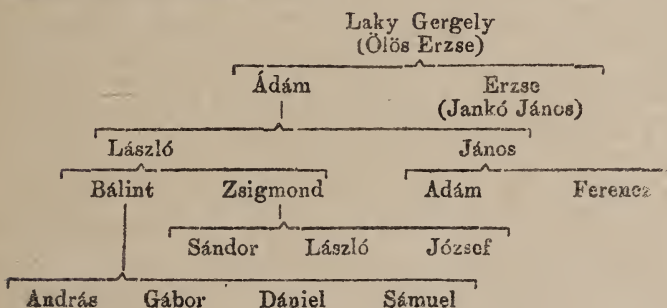 Laky Gergely
(Ölös Erzse)
Ádám Erzse
(Jankó János)
László János
Bálint Zsigmond Adám Ferencz
Sándor László József
András Gábor Dániel Sámuel